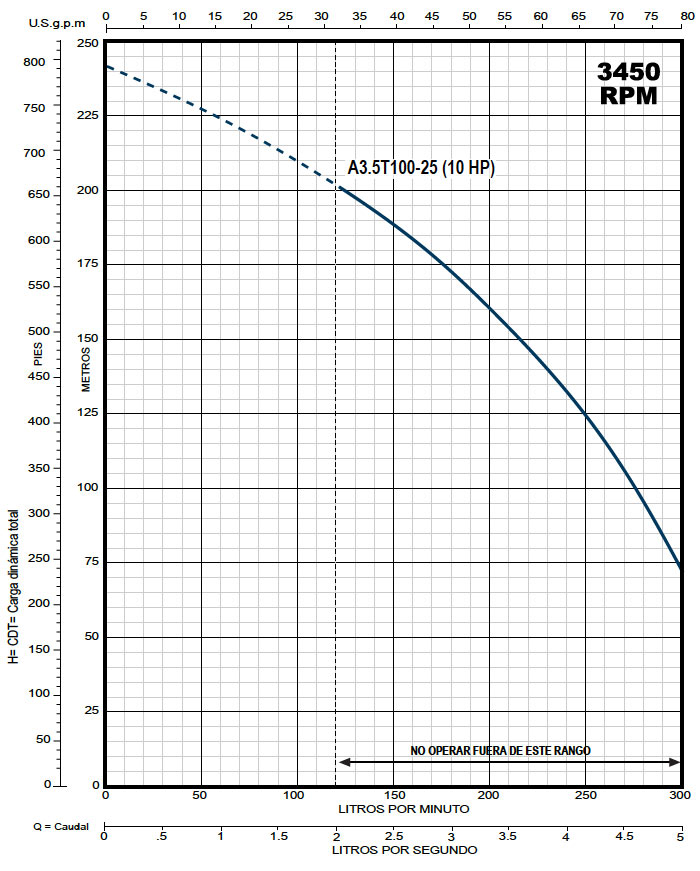 U.S.g.p.m
0 5 10 15 20 25 30 35 40 45 50 55 60 65 70 75 80
3450
RPM
A3.5T100-25 (10 HP)
800
750
700
650
600
550
500
450
400
350
300
250
200
150
100
50
0
PIES
H= CDT= Carga dinámica total
250
225
200
175
150
125
100
75
50
25
0
METROS
NO OPERAR FUERA DE ESTE RANGO
0 50 100 150 200 250 300
LITROS POR MINUTO
Q = Caudal
0 .5 1 1.5 2 2.5 3 3.5 4 4.5 5
LITROS POR SEGUNDO